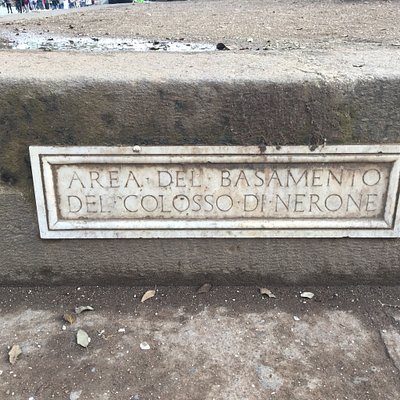 AREA DEL BASAMENTO
DEL COLOSSO DI NERONE